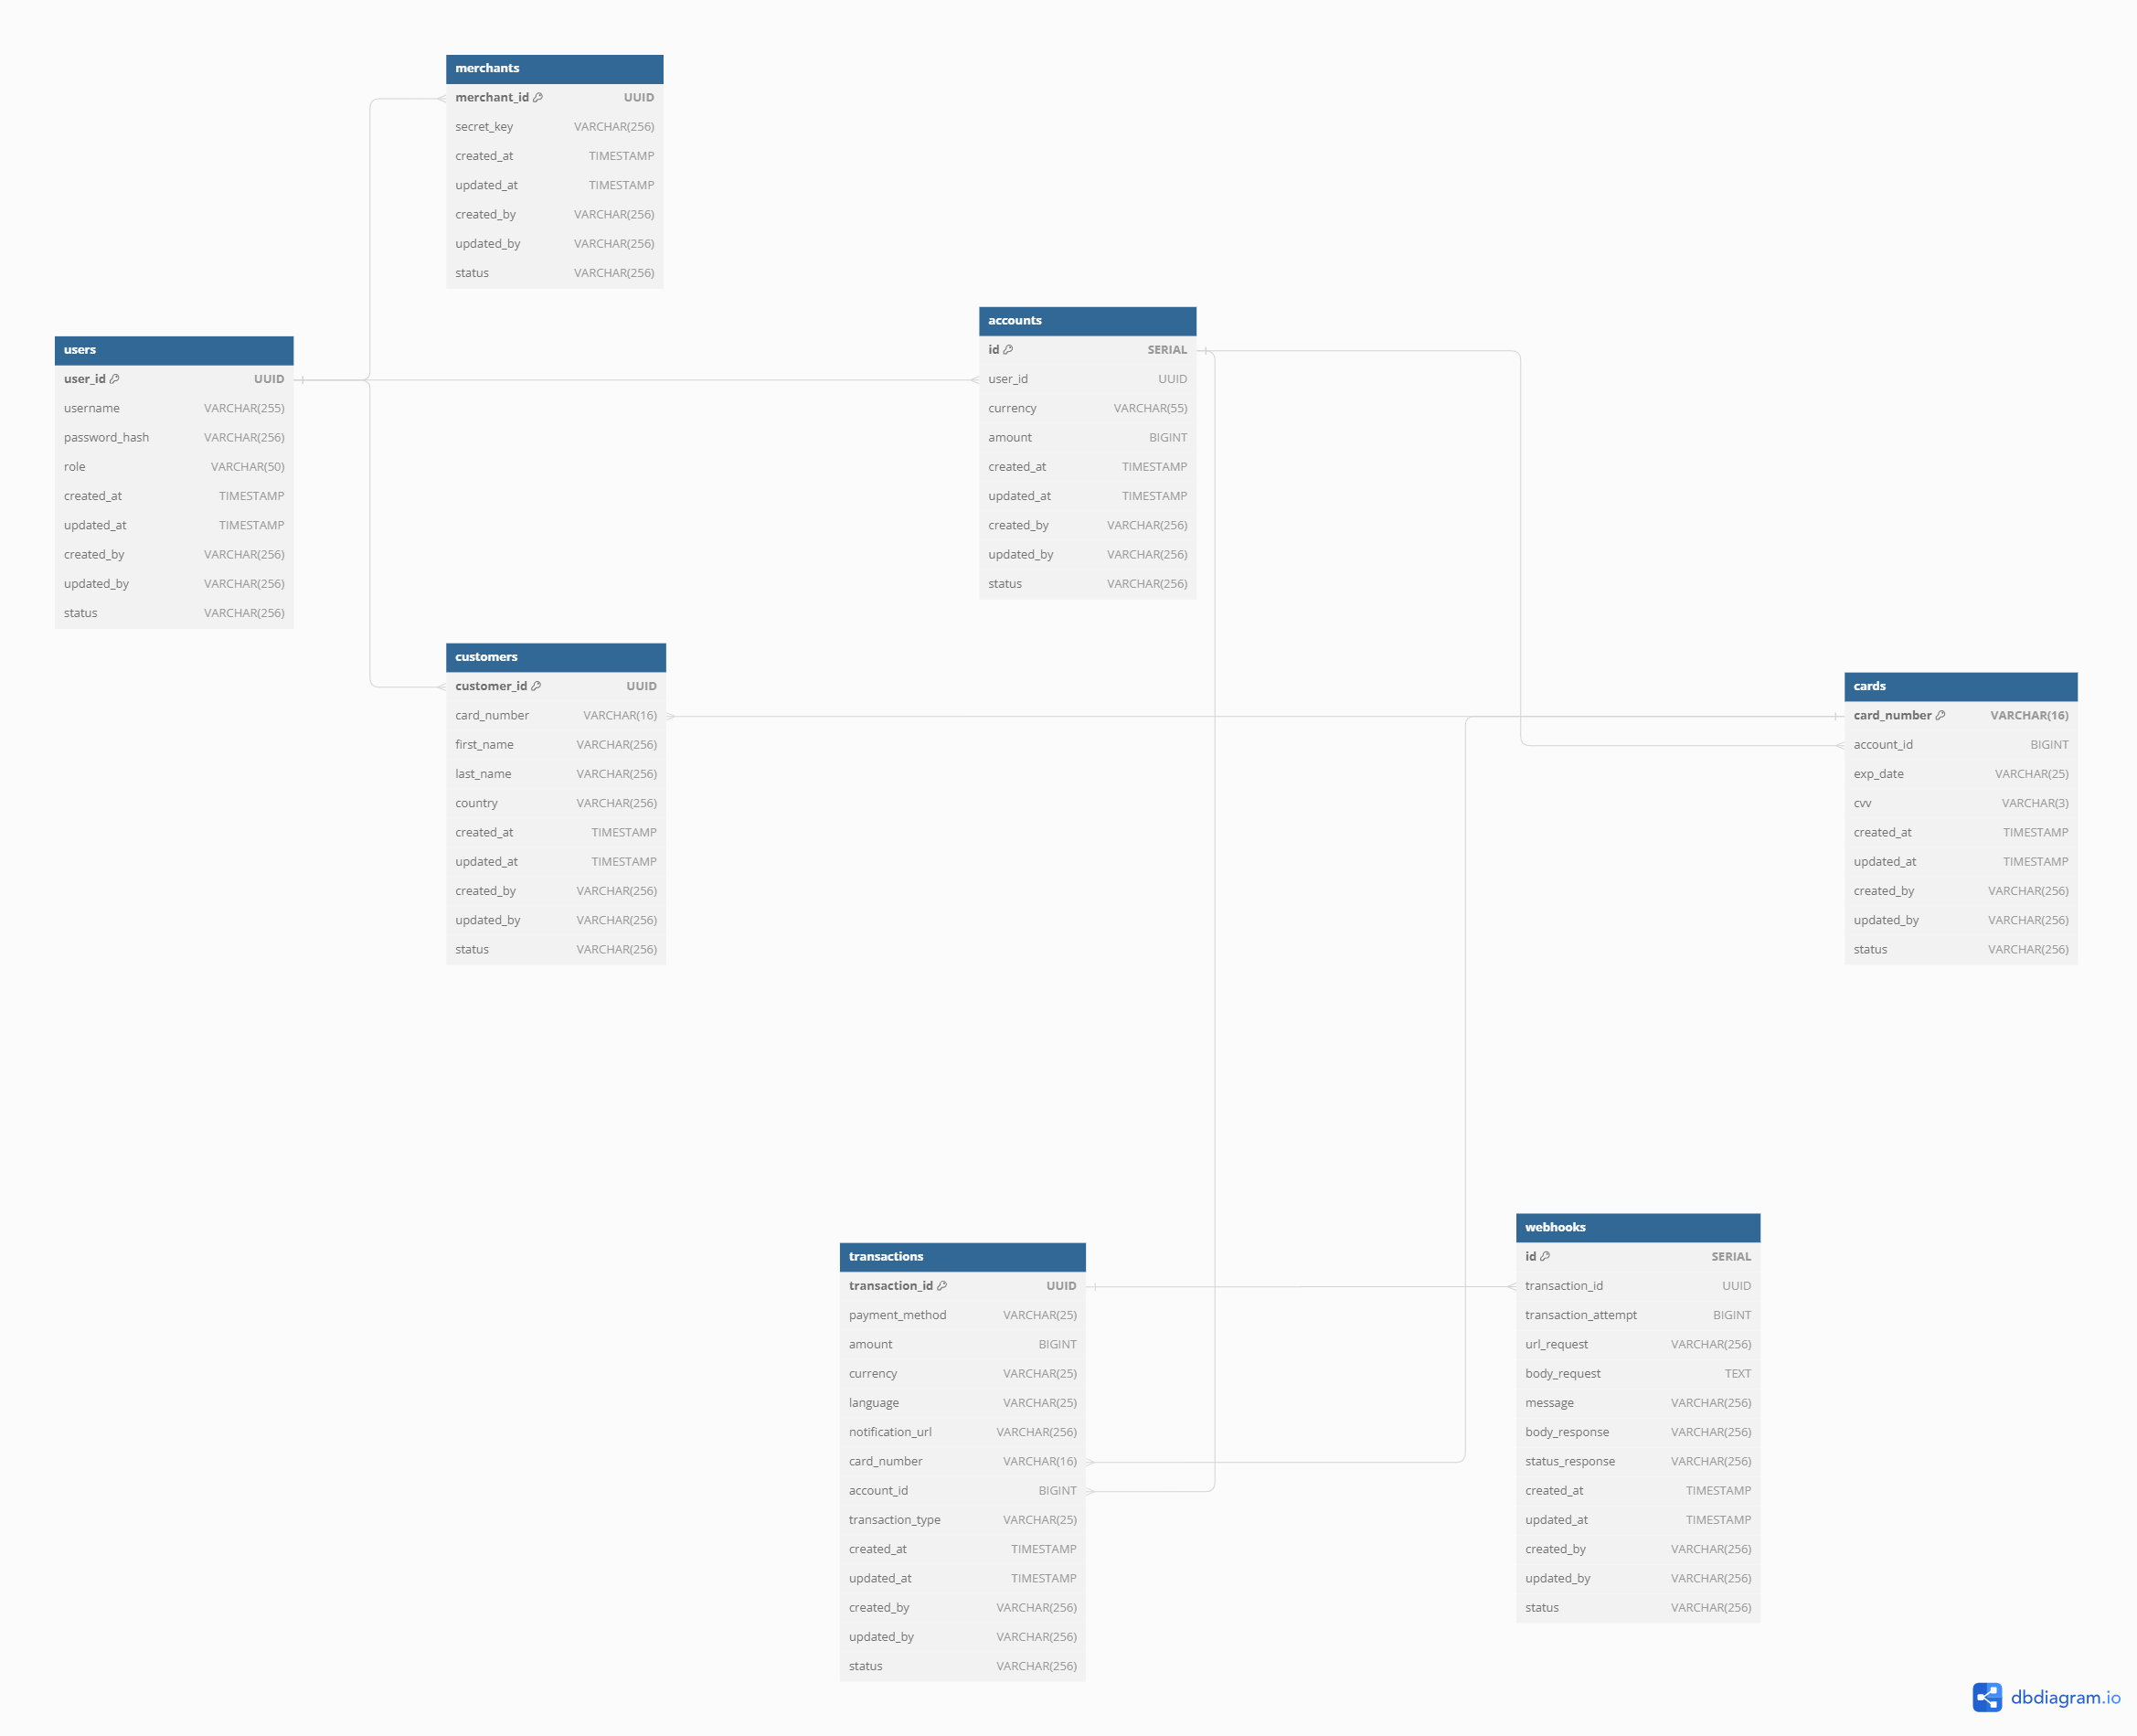 merchants
merchant_id UUID
secret_key VARCHAR(256)
created_at TIMESTAMP
updated_at TIMESTAMP
created_by VARCHAR(256)
updated_by VARCHAR(256)
status VARCHAR(256)
users
user_id UUID
username VARCHAR(255)
password_hash VARCHAR(256)
role VARCHAR(50)
created_at TIMESTAMP
updated_at TIMESTAMP
created_by VARCHAR(256)
updated_by VARCHAR(256)
status VARCHAR(256)
accounts
id SERIAL
user_id UUID
currency VARCHAR(55)
amount BIGINT
created_at TIMESTAMP
updated_at TIMESTAMP
created_by VARCHAR(256)
updated_by VARCHAR(256)
status VARCHAR(256)
customers
customer_id UUID
card_number VARCHAR(16)
first_name VARCHAR(256)
last_name VARCHAR(256)
country VARCHAR(256)
created_at TIMESTAMP
updated_at TIMESTAMP
created_by VARCHAR(256)
updated_by VARCHAR(256)
status VARCHAR(256)
cards
card_number VARCHAR(16)
account_id BIGINT
exp_date VARCHAR(25)
cvv VARCHAR(3)
created_at TIMESTAMP
updated_at TIMESTAMP
created_by VARCHAR(256)
updated_by VARCHAR(256)
status VARCHAR(256)
transactions
transaction_id UUID
payment_method VARCHAR(25)
amount BIGINT
currency VARCHAR(25)
language VARCHAR(25)
notification_url VARCHAR(256)
card_number VARCHAR(16)
account_id BIGINT
transaction_type VARCHAR(25)
created_at TIMESTAMP
updated_at TIMESTAMP
created_by VARCHAR(256)
updated_by VARCHAR(256)
status VARCHAR(256)
webhooks
id SERIAL
transaction_id UUID
transaction_attempt BIGINT
url_request VARCHAR(256)
body_request TEXT
message VARCHAR(256)
body_response VARCHAR(256)
status_response VARCHAR(256)
created_at TIMESTAMP
updated_at TIMESTAMP
created_by VARCHAR(256)
updated_by VARCHAR(256)
status VARCHAR(256)
dbdiagram.io